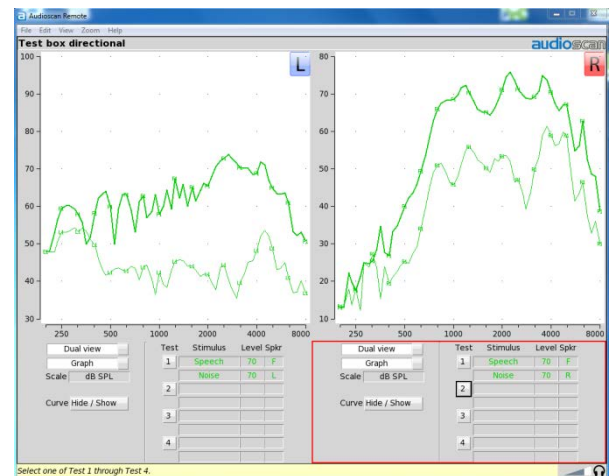 Audioscan Remote
File Edit View Zoom Help
Test box directional
audioscan
100
90
80
70
60
50
40
30
L
250 500 1000 2000 4000 8000
80
70
60
50
40
30
20
10
R
250 500 1000 2000 4000 8000
Dual view
Graph
Scale dB SPL
Curve Hide / Show
Test Stimulus Level Spkr
1 Speech 70 F
Noise 70 L
2
3
4
Dual view
Graph
Scale dB SPL
Curve Hide / Show
Test Stimulus Level Spkr
1 Speech 70 F
Noise 70 R
2
3
4
Select one of Test 1 through Test 4.